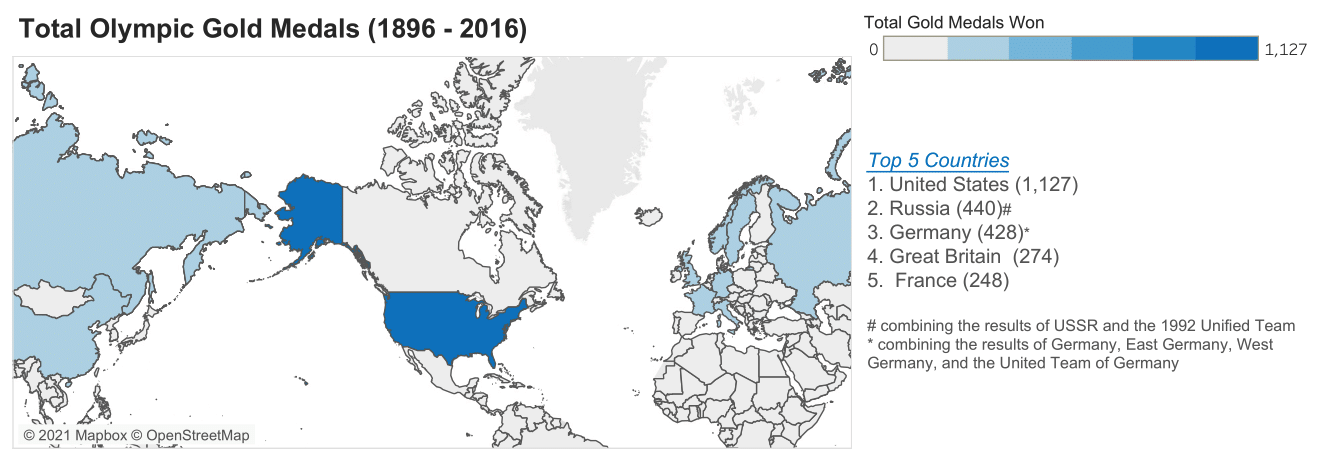 Total Olympic Gold Medals (1896 - 2016)
Total Gold Medals Won
0 1,127
Top 5 Countries
1. United States (1,127)
2. Russia (440)#
3. Germany (428)*
4. Great Britain (274)
5. France (248)
# combining the results of USSR and the 1992 Unified Team
* combining the results of Germany, East Germany, West
Germany, and the United Team of Germany
© 2021 Mapbox © OpenStreetMap